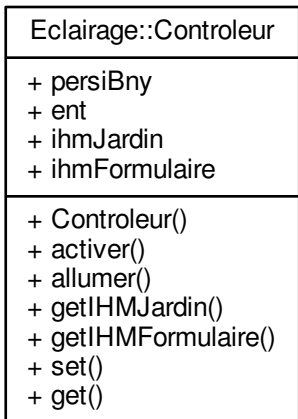 Eclairage::Controleur
+ persiBny
+ ent
+ ihmJardin
+ ihmFormulaire
+ Controleur()
+ activer()
+ allumer()
+ getIHMJardin()
+ getIHMFormulaire()
+ set()
+ get()